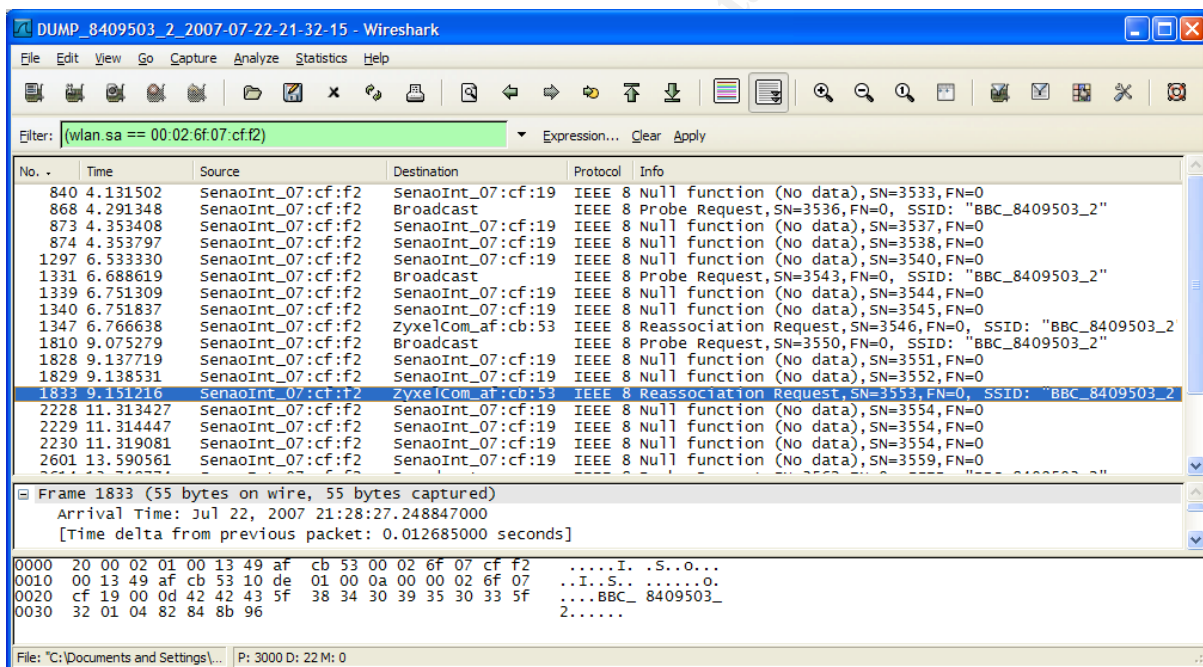 DUMP_8409503_2_2007-07-22-21-32-15 - Wireshark
File Edit View Go Capture Analyze Statistics Help
Filter: (wlan.sa == 00:02:6f:07:cf:f2) Expression... Clear Apply
No. - Time Source Destination Protocol Info
840 4.131502 SenaoInt_07:cf:f2 SenaoInt_07:cf:19 IEEE 8 Null function (No data),SN=3533,FN=0
868 4.291348 SenaoInt_07:cf:f2 Broadcast IEEE 8 Probe Request,SN=3536,FN=0, SSID: "BBC_8409503_2"
873 4.353408 SenaoInt_07:cf:f2 SenaoInt_07:cf:19 IEEE 8 Null function (No data),SN=3537,FN=0
874 4.353797 SenaoInt_07:cf:f2 SenaoInt_07:cf:19 IEEE 8 Null function (No data),SN=3538,FN=0
1297 6.533330 SenaoInt_07:cf:f2 SenaoInt_07:cf:19 IEEE 8 Null function (No data),SN=3540,FN=0
1331 6.688619 SenaoInt_07:cf:f2 Broadcast IEEE 8 Probe Request,SN=3543,FN=0, SSID: "BBC_8409503_2"
1339 6.751309 SenaoInt_07:cf:f2 SenaoInt_07:cf:19 IEEE 8 Null function (No data),SN=3544,FN=0
1340 6.751837 SenaoInt_07:cf:f2 SenaoInt_07:cf:19 IEEE 8 Null function (No data),SN=3545,FN=0
1347 6.766638 SenaoInt_07:cf:f2 ZyxelCom_af:cb:53 IEEE 8 Reassociation Request,SN=3546,FN=0, SSID: "BBC_8409503_2"
1810 9.075279 SenaoInt_07:cf:f2 Broadcast IEEE 8 Probe Request,SN=3550,FN=0, SSID: "BBC_8409503_2"
1828 9.137719 SenaoInt_07:cf:f2 SenaoInt_07:cf:19 IEEE 8 Null function (No data),SN=3551,FN=0
1829 9.138531 SenaoInt_07:cf:f2 SenaoInt_07:cf:19 IEEE 8 Null function (No data),SN=3552,FN=0
1833 9.151216 SenaoInt_07:cf:f2 ZyxelCom_af:cb:53 IEEE 8 Reassociation Request,SN=3553,FN=0, SSID: "BBC_8409503_2
2228 11.313427 SenaoInt_07:cf:f2 SenaoInt_07:cf:19 IEEE 8 Null function (No data),SN=3554,FN=0
2229 11.314447 SenaoInt_07:cf:f2 SenaoInt_07:cf:19 IEEE 8 Null function (No data),SN=3554,FN=0
2230 11.319081 SenaoInt_07:cf:f2 SenaoInt_07:cf:19 IEEE 8 Null function (No data),SN=3554,FN=0
2601 13.590561 SenaoInt_07:cf:f2 SenaoInt_07:cf:19 IEEE 8 Null function (No data),SN=3559,FN=0
Frame 1833 (55 bytes on wire, 55 bytes captured)
Arrival Time: Jul 22, 2007 21:28:27.248847000
[Time delta from previous packet: 0.012685000 seconds]
0000 20 00 02 01 00 13 49 af cb 53 00 02 6f 07 cf f2 .....I. .S..o...
0010 00 13 49 af cb 53 10 de 01 00 0a 00 00 02 6f 07 ..I..S.. ......o.
0020 cf 19 00 0d 42 42 43 5f 38 34 30 39 35 30 33 5f ....BBC_ 8409503_
0030 32 01 04 82 84 8b 96 2......
File: "C:\Documents and Settings\... P: 3000 D: 22 M: 0